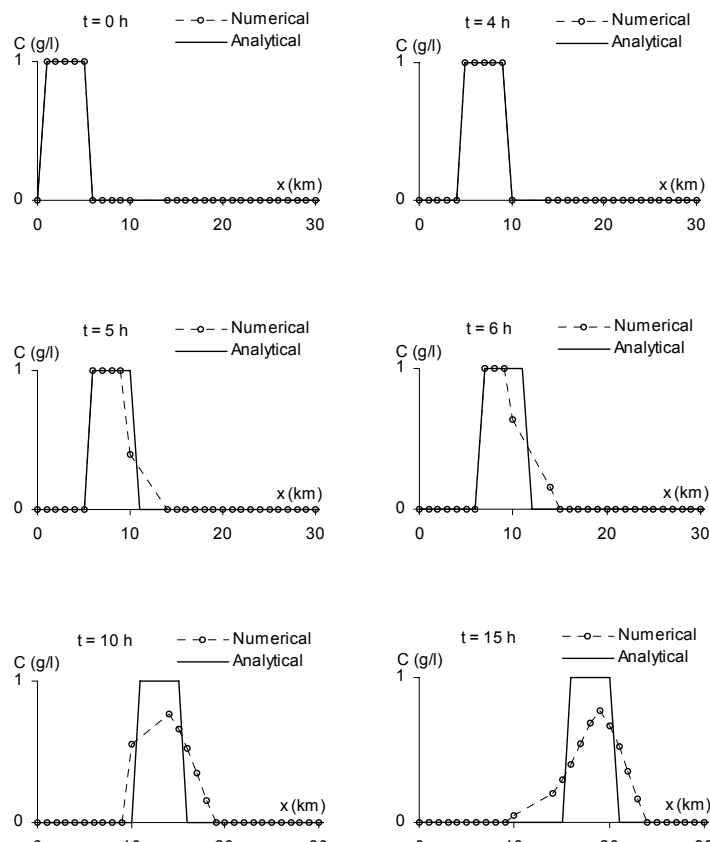 t = 0 h
Numerical
Analytical
C (g/l)
1
0
x (km)
0 10 20 30
t = 4 h
Numerical
Analytical
C (g/l)
1
0
x (km)
0 10 20 30
t = 5 h
Numerical
Analytical
C (g/l)
1
0
x (km)
0 10 20 30
t = 6 h
Numerical
Analytical
C (g/l)
1
0
x (km)
0 10 20 30
t = 10 h
Numerical
Analytical
C (g/l)
1
0
x (km)
t = 15 h
Numerical
Analytical
C (g/l)
1
0
x (km)